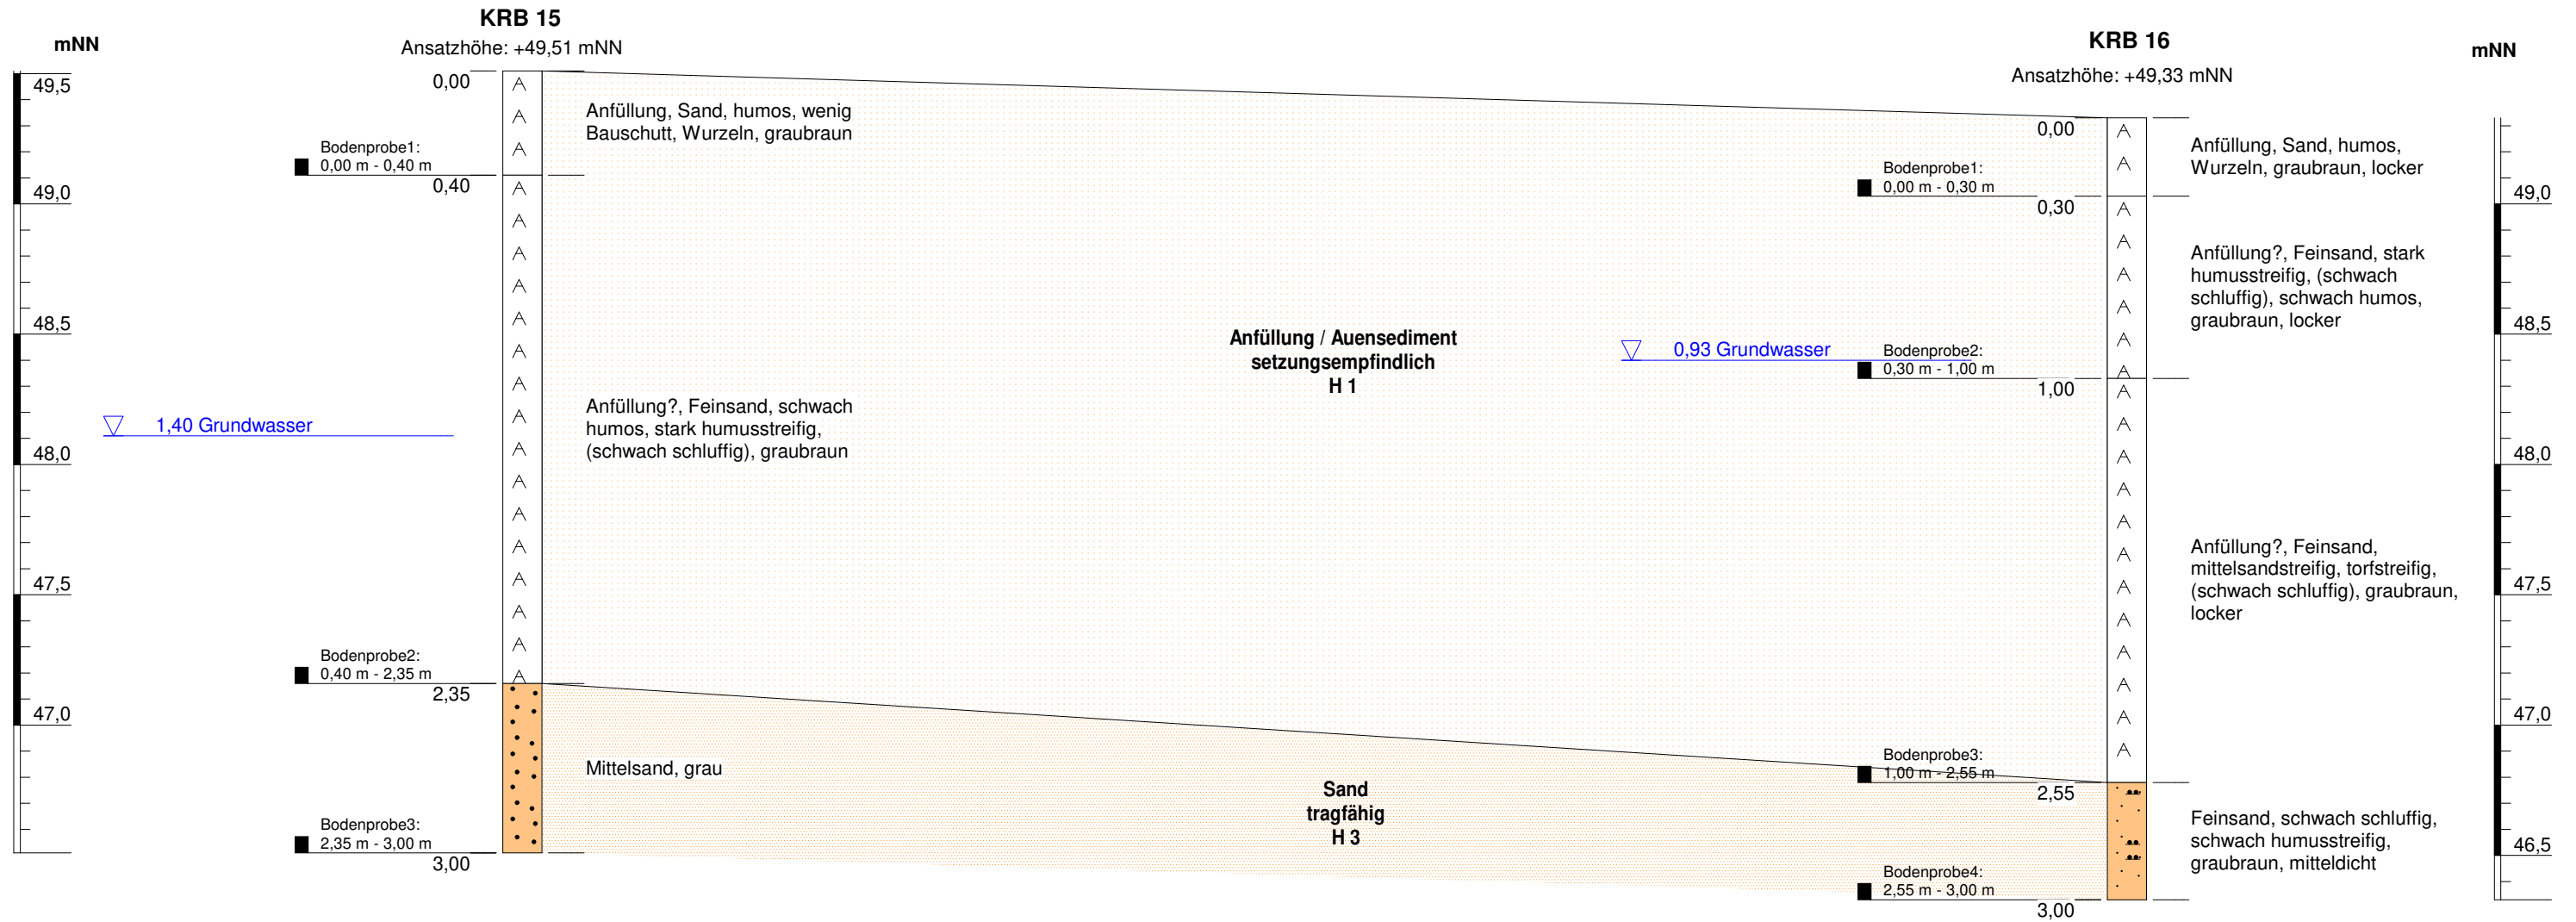 KRB 15
Ansatzhöhe: +49,51 mNN
mNN
49,5
49,0
48,5
48,0
47,5
47,0
0,00
Bodenprobe1:
0,00 m - 0,40 m
0,40
1,40 Grundwasser
Bodenprobe2:
0,40 m - 2,35 m
2,35
Bodenprobe3:
2,35 m - 3,00 m
3,00
Anfüllung, Sand, humos, wenig
Bauschutt, Wurzeln, graubraun
Anfüllung?, Feinsand, schwach
humos, stark humusstreifig,
(schwach schluffig), graubraun
Mittelsand, grau
Anfüllung / Auensediment
setzungsempfindlich
H 1
Sand
tragfähig
H 3
KRB 16
Ansatzhöhe: +49,33 mNN
0,00
Bodenprobe1:
0,00 m - 0,30 m
0,30
0,93 Grundwasser
Bodenprobe2:
0,30 m - 1,00 m
1,00
Bodenprobe3:
1,00 m - 2,55 m
2,55
Bodenprobe4:
2,55 m - 3,00 m
3,00
Anfüllung, Sand, humos,
Wurzeln, graubraun, locker
Anfüllung?, Feinsand, stark
humusstreifig, (schwach
schluffig), schwach humos,
graubraun, locker
Anfüllung?, Feinsand,
mittelsandstreifig, torfstreifig,
(schwach schluffig), graubraun,
locker
Feinsand, schwach schluffig,
schwach humusstreifig,
graubraun, mitteldicht
mNN
49,0
48,5
48,0
47,5
47,0
46,5